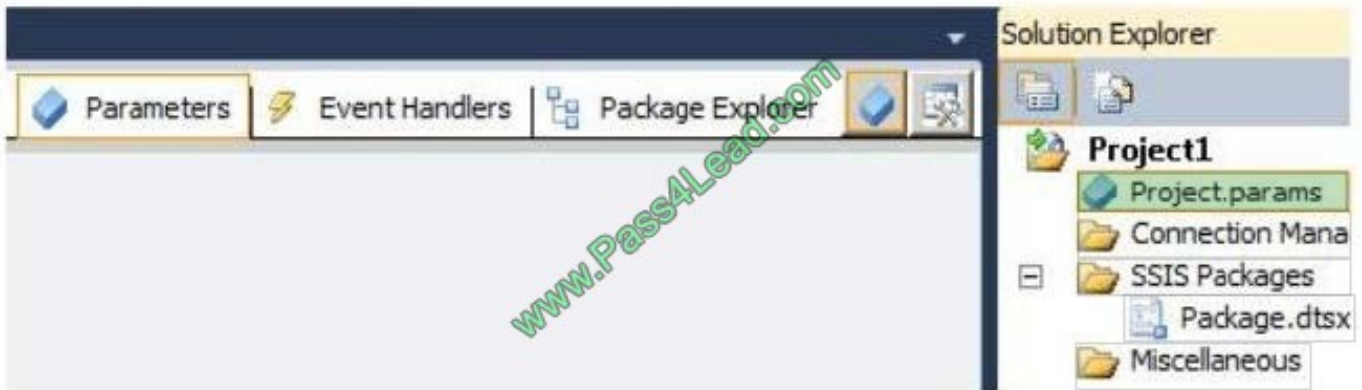 Solution Explorer
Parameters
Event Handlers
Package Explorer
Project1
Project.params
Connection Mana
SSIS Packages
Package.dtsx
Miscellaneous
www.Pass4Lead.com